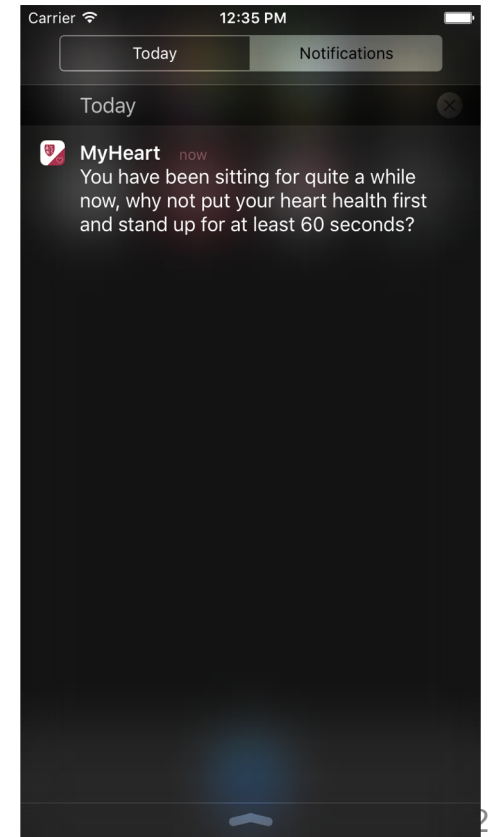 Carrier 12:35 PM
Today Notifications
Today
MyHeart now
You have been sitting for quite a while
now, why not put your heart health first
and stand up for at least 60 seconds?
2